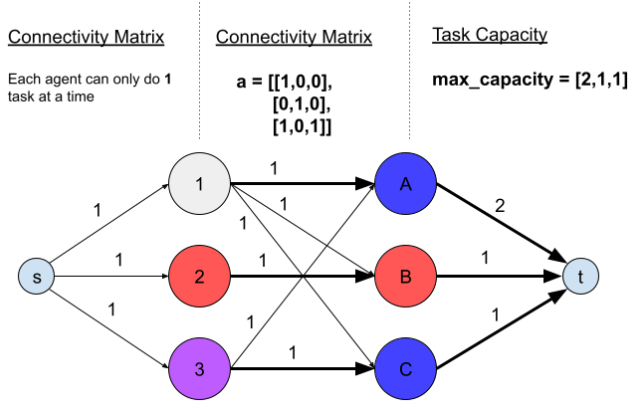 Connectivity Matrix
Each agent can only do 1
task at a time
Connectivity Matrix
a = [[1,0,0],
[0,1,0],
[1,0,1]]
Task Capacity
max_capacity = [2,1,1]
1
1
A
1
1
2
1
s
1
2
1
B
1
t
1
1
1
1
3
C